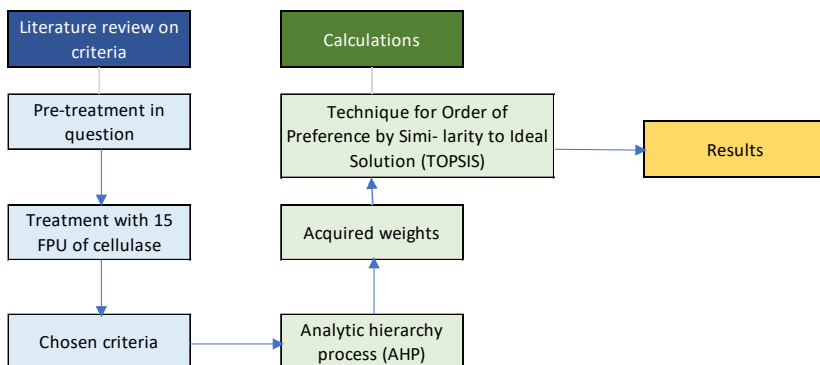 Literature review on
criteria
Pre-treatment in
question
Treatment with 15
FPU of cellulase
Chosen criteria
Calculations
Technique for Order of
Preference by Simi- larity to Ideal
Solution (TOPSIS)
Acquired weights
Analytic hierarchy
process (AHP)
Results